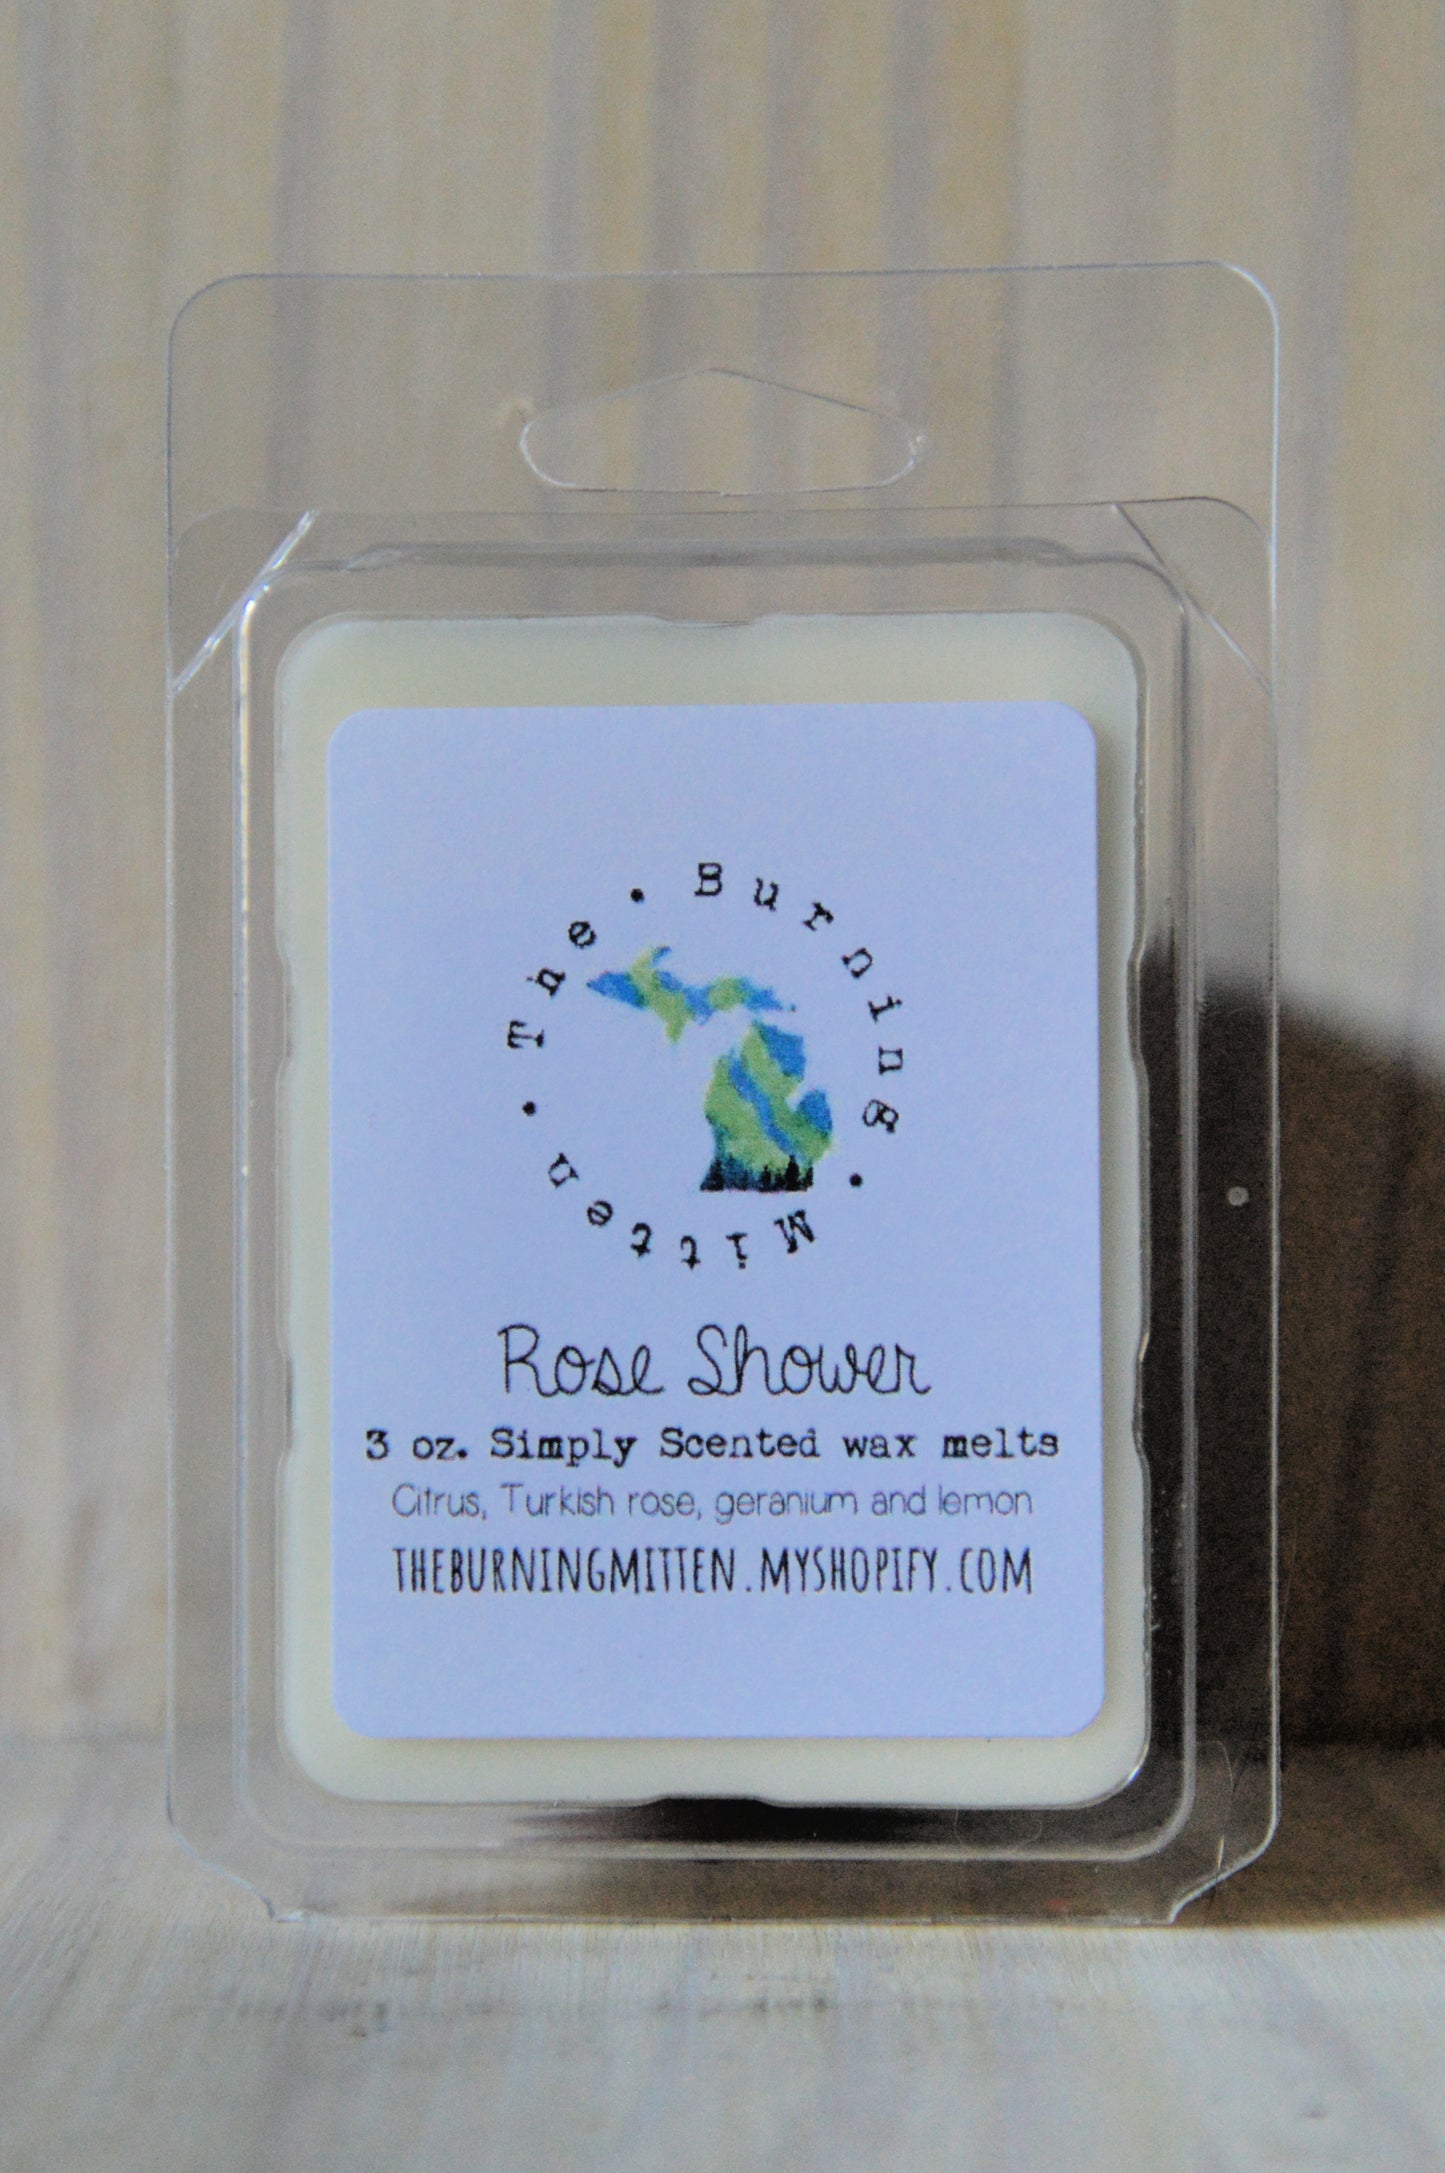 The • Burning • Mitten •
Rose Shower
3 oz. Simply Scented wax melts
Citrus, Turkish rose, geranium and lemon
THEBURNINGMITTEN.MYSHOPIFY.COM